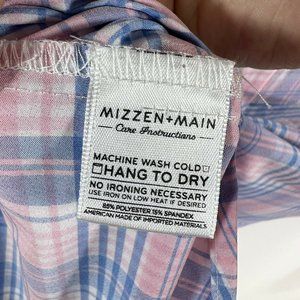 MIZZEN+MAIN
Care Instructions
MACHINE WASH COLD
HANG TO DRY
NO IRONING NECESSARY
USE IRON ON LOW HEAT IF DESIRED
85% POLYESTER 15% SPANDEX
AMERICAN MADE OF IMPORTED MATERIALS